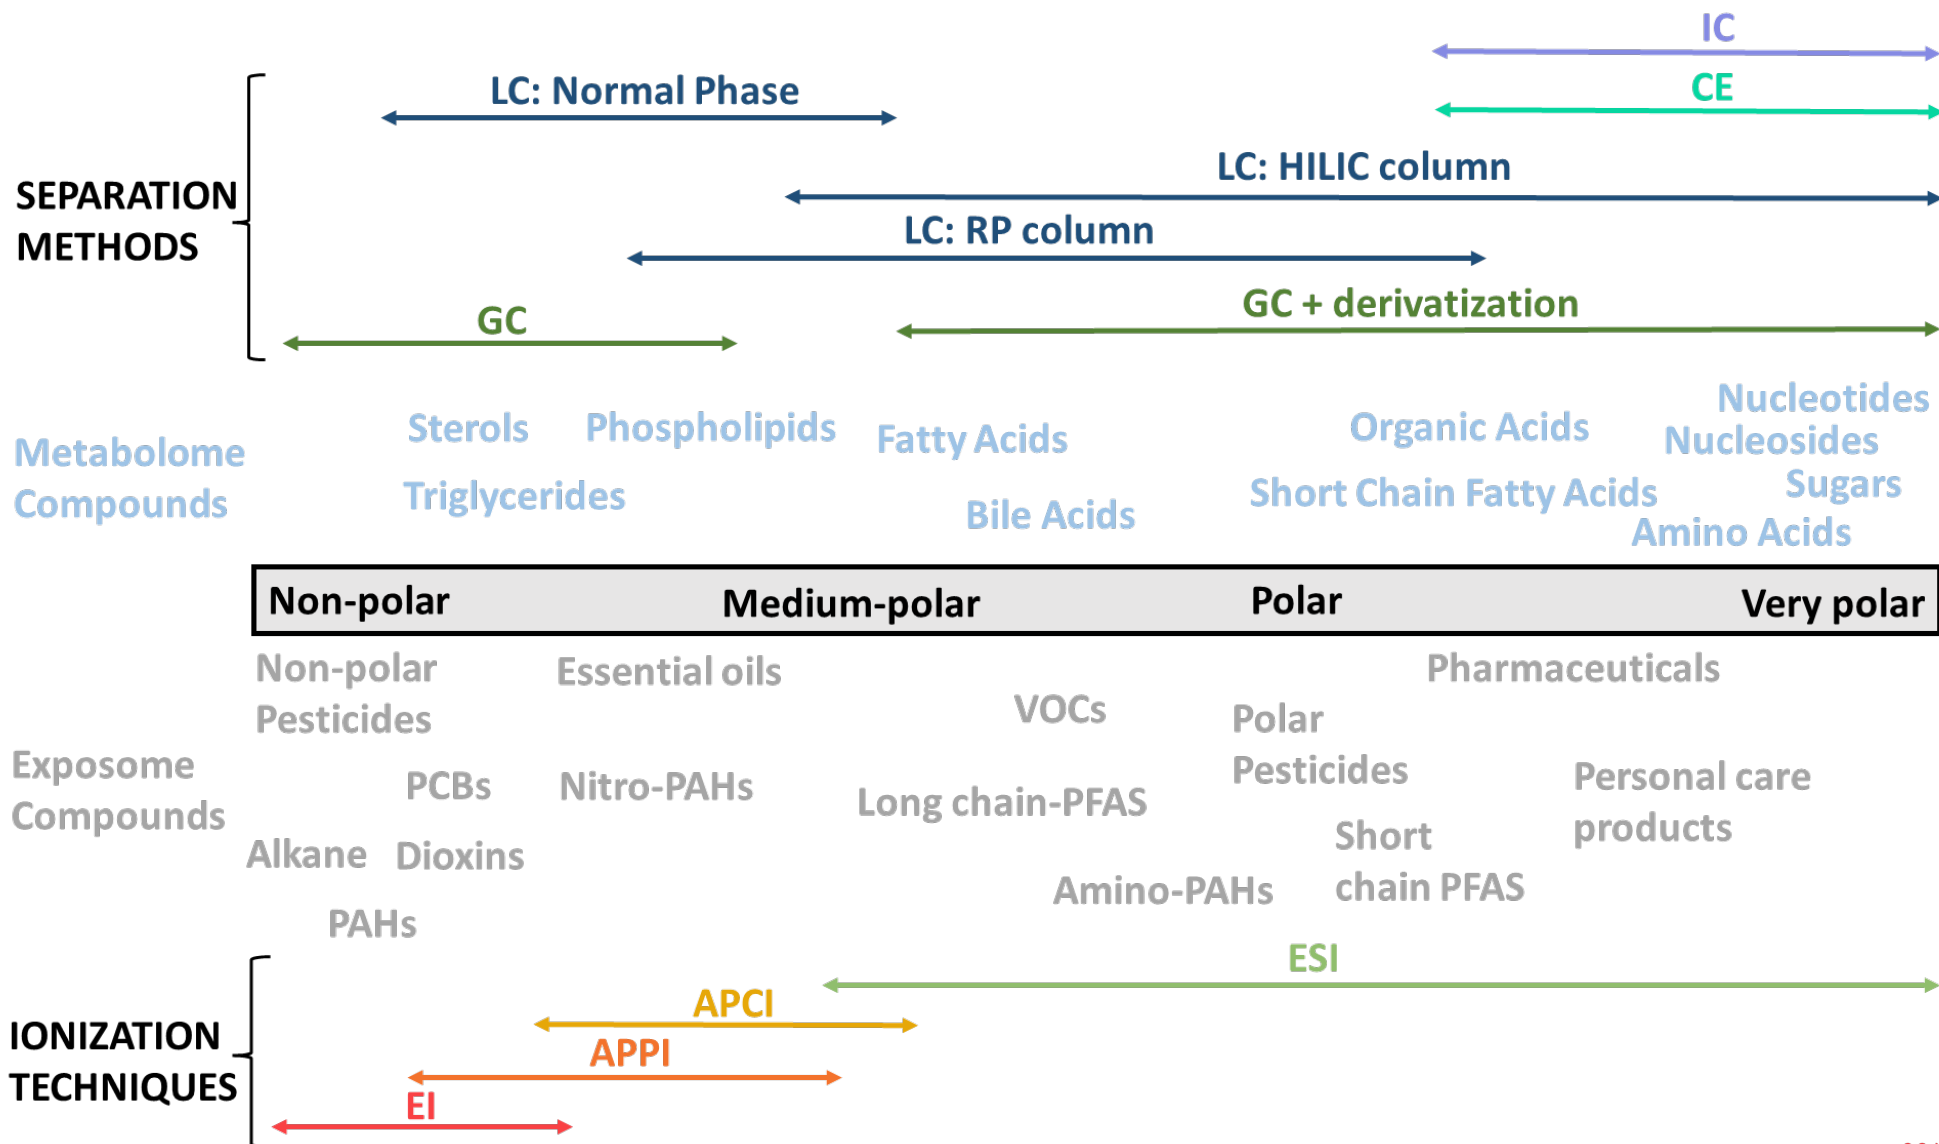 IC
CE
LC: Normal Phase
LC: HILIC column
LC: RP column
GC + derivatization
GC
SEPARATION
METHODS
Metabolome
Compounds
Sterols
Phospholipids
Fatty Acids
Organic Acids
Nucleotides
Nucleosides
Triglycerides
Bile Acids
Short Chain Fatty Acids
Sugars
Amino Acids
Non-polar
Medium-polar
Polar
Very polar
Exposome
Compounds
Non-polar
Pesticides
Essential oils
VOCs
Pharmaceuticals
Polar
Pesticides
PCBs
Nitro-PAHs
Long chain-PFAS
Personal care
products
Alkane
Dioxins
Short
chain PFAS
Amino-PAHs
PAHs
IONIZATION
TECHNIQUES
ESI
APCI
APPI
EI